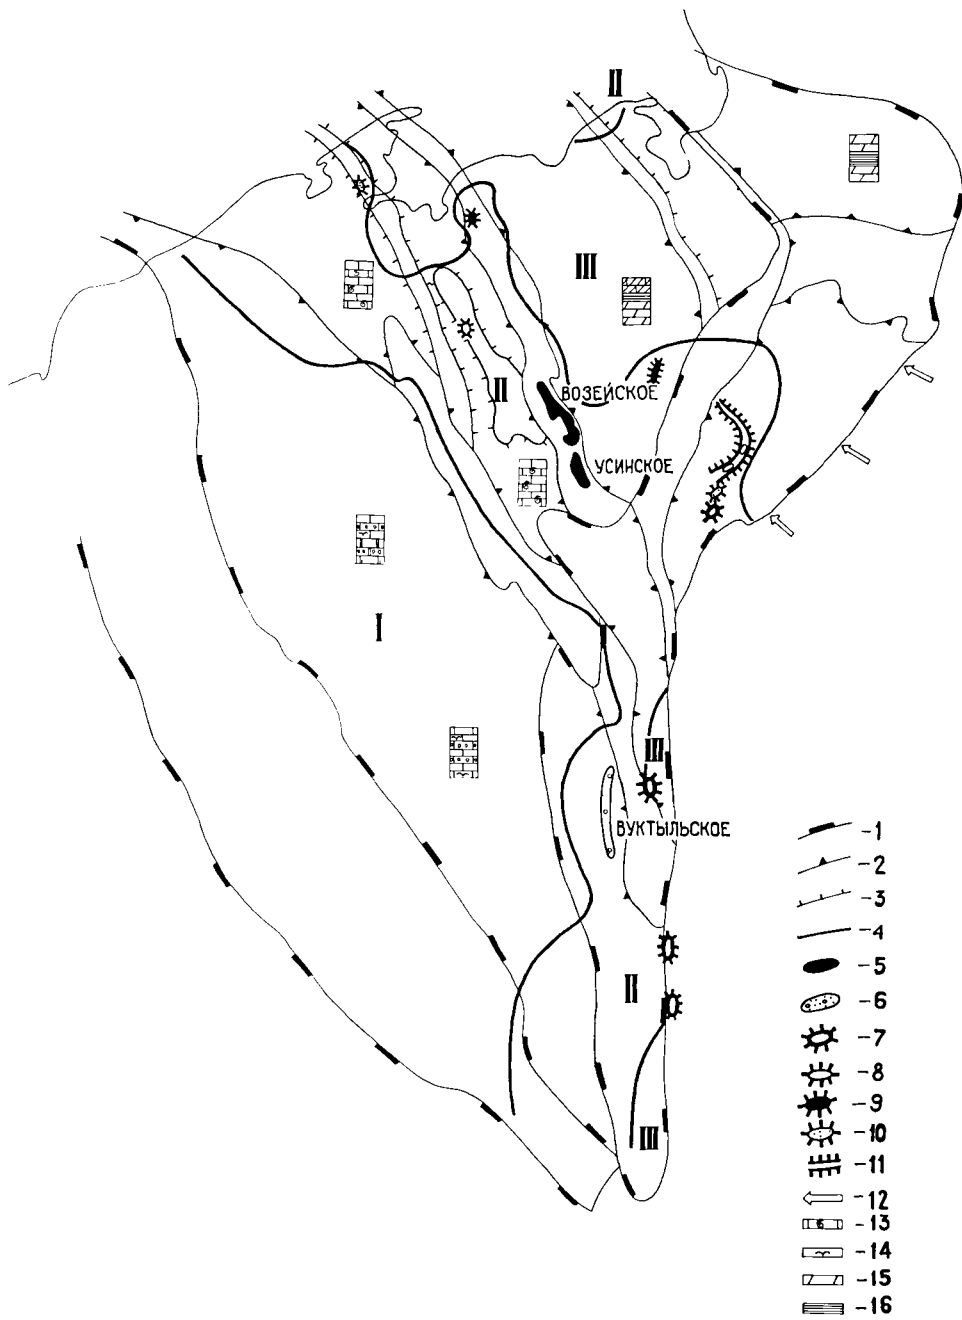 II
III
II
ВОЗЕЙСКОЕ
УСИНСКОЕ
I
III
ВУКТЫЛЬСКОЕ
II
III
-1
-2
-3
-4
-5
-6
-7
-8
-9
-10
-11
-12
-13
-14
-15
-16